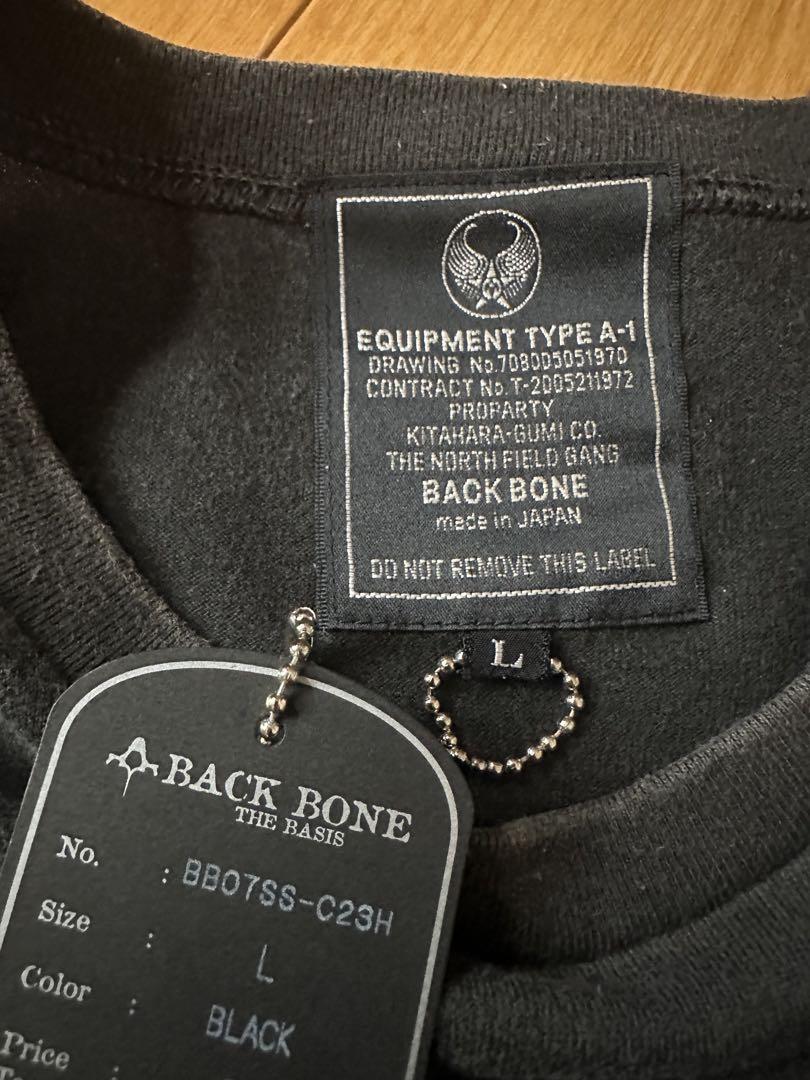 EQUIPMENT TYPE A-1
DRAWING No.708005051970
CONTRACT No.T-2005211972
PROPARTY
KITAHARA-GUMI CO.
THE NORTH FIELD GANG
BACK BONE
made in JAPAN
DO NOT REMOVE THIS LABEL
L
BACK BONE
THE BASIS
No. : BB07SS-C23H
Size : L
Color : BLACK
Price :